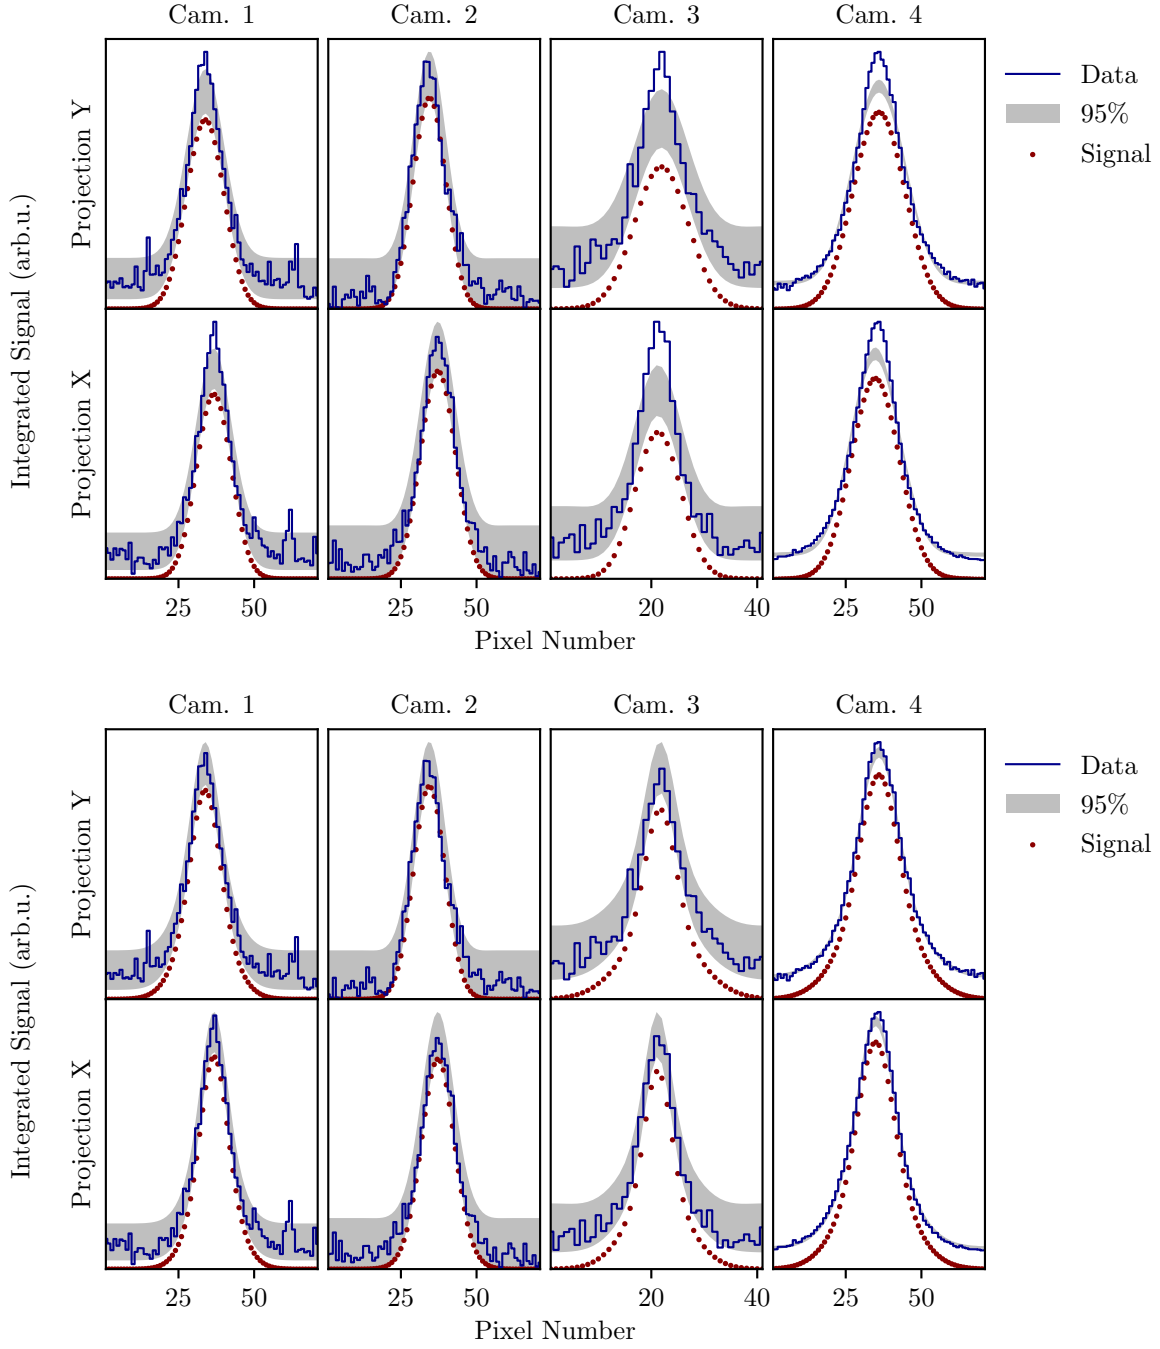 Cam. 1 Cam. 2 Cam. 3 Cam. 4
Integrated Signal (arb.u.)
Projection Y
Projection X
Data
95%
Signal
25 50 25 50 20 40 25 50
Pixel Number
Cam. 1 Cam. 2 Cam. 3 Cam. 4
Integrated Signal (arb.u.)
Projection Y
Projection X
Data
95%
Signal
25 50 25 50 20 40 25 50
Pixel Number